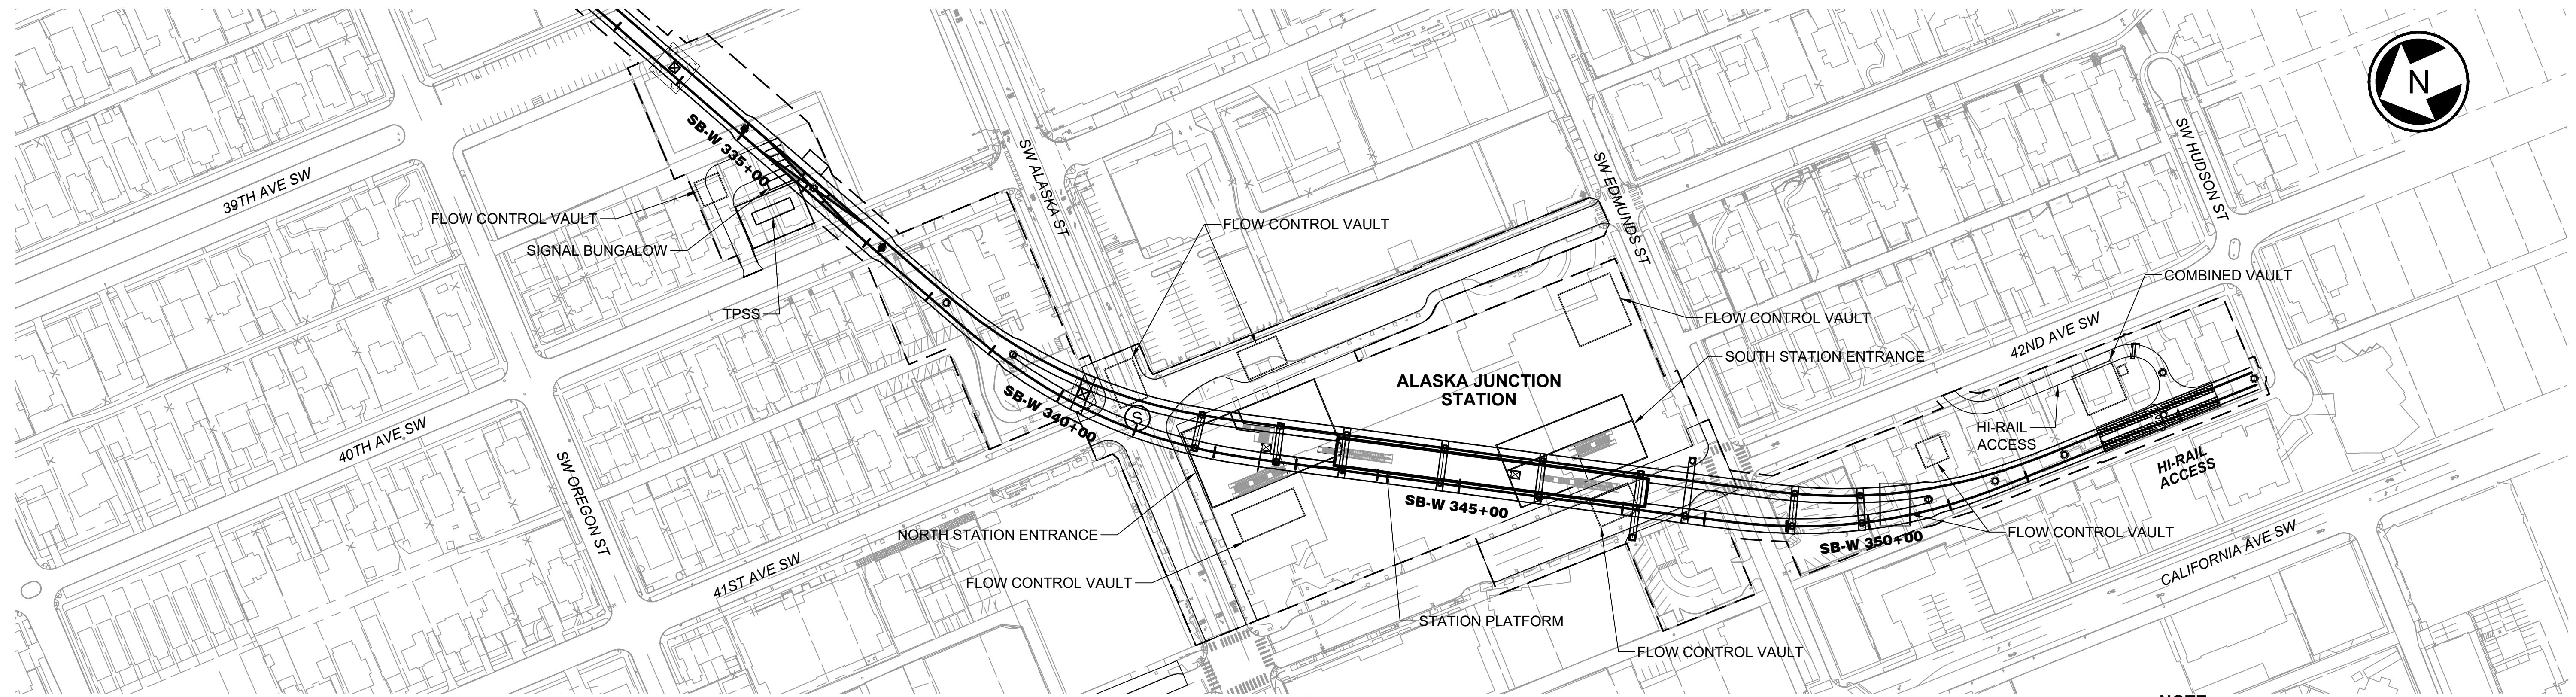 N
SB-W 335+00
SW ALASKA ST
SW EDMUNDS ST
SW HUDSON ST
39TH AVE SW
FLOW CONTROL VAULT
SIGNAL BUNGALOW
TPSS
FLOW CONTROL VAULT
FLOW CONTROL VAULT
COMBINED VAULT
42ND AVE SW
SOUTH STATION ENTRANCE
ALASKA JUNCTION
STATION
SB-W 340+00
S
40TH AVE SW
SW OREGON ST
HI-RAIL
ACCESS
HI-RAIL
ACCESS
SB-W 345+00
NORTH STATION ENTRANCE
FLOW CONTROL VAULT
SB-W 350+00
FLOW CONTROL VAULT
CALIFORNIA AVE SW
41ST AVE SW
STATION PLATFORM
FLOW CONTROL VAULT